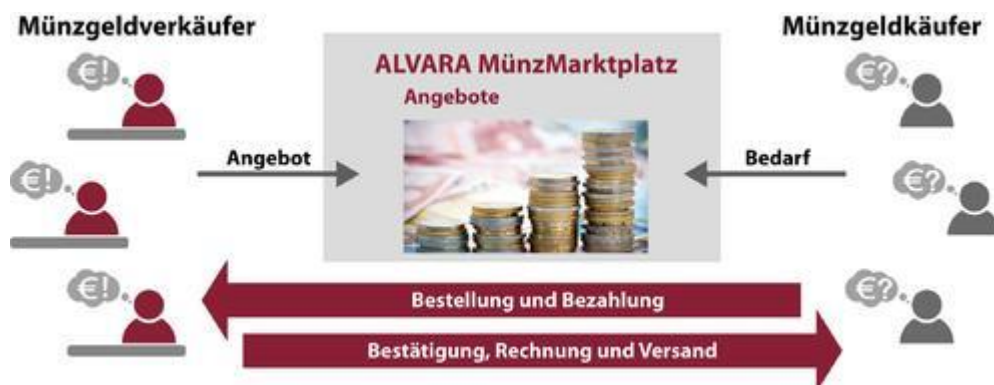 Münzgeldverkäufer
Münzgeldkäufer
ALVARA MünzMarktplatz
Angebote
€!
€?
Angebot
Bedarf
€!
€?
€!
€?
Bestellung und Bezahlung
Bestätigung, Rechnung und Versand